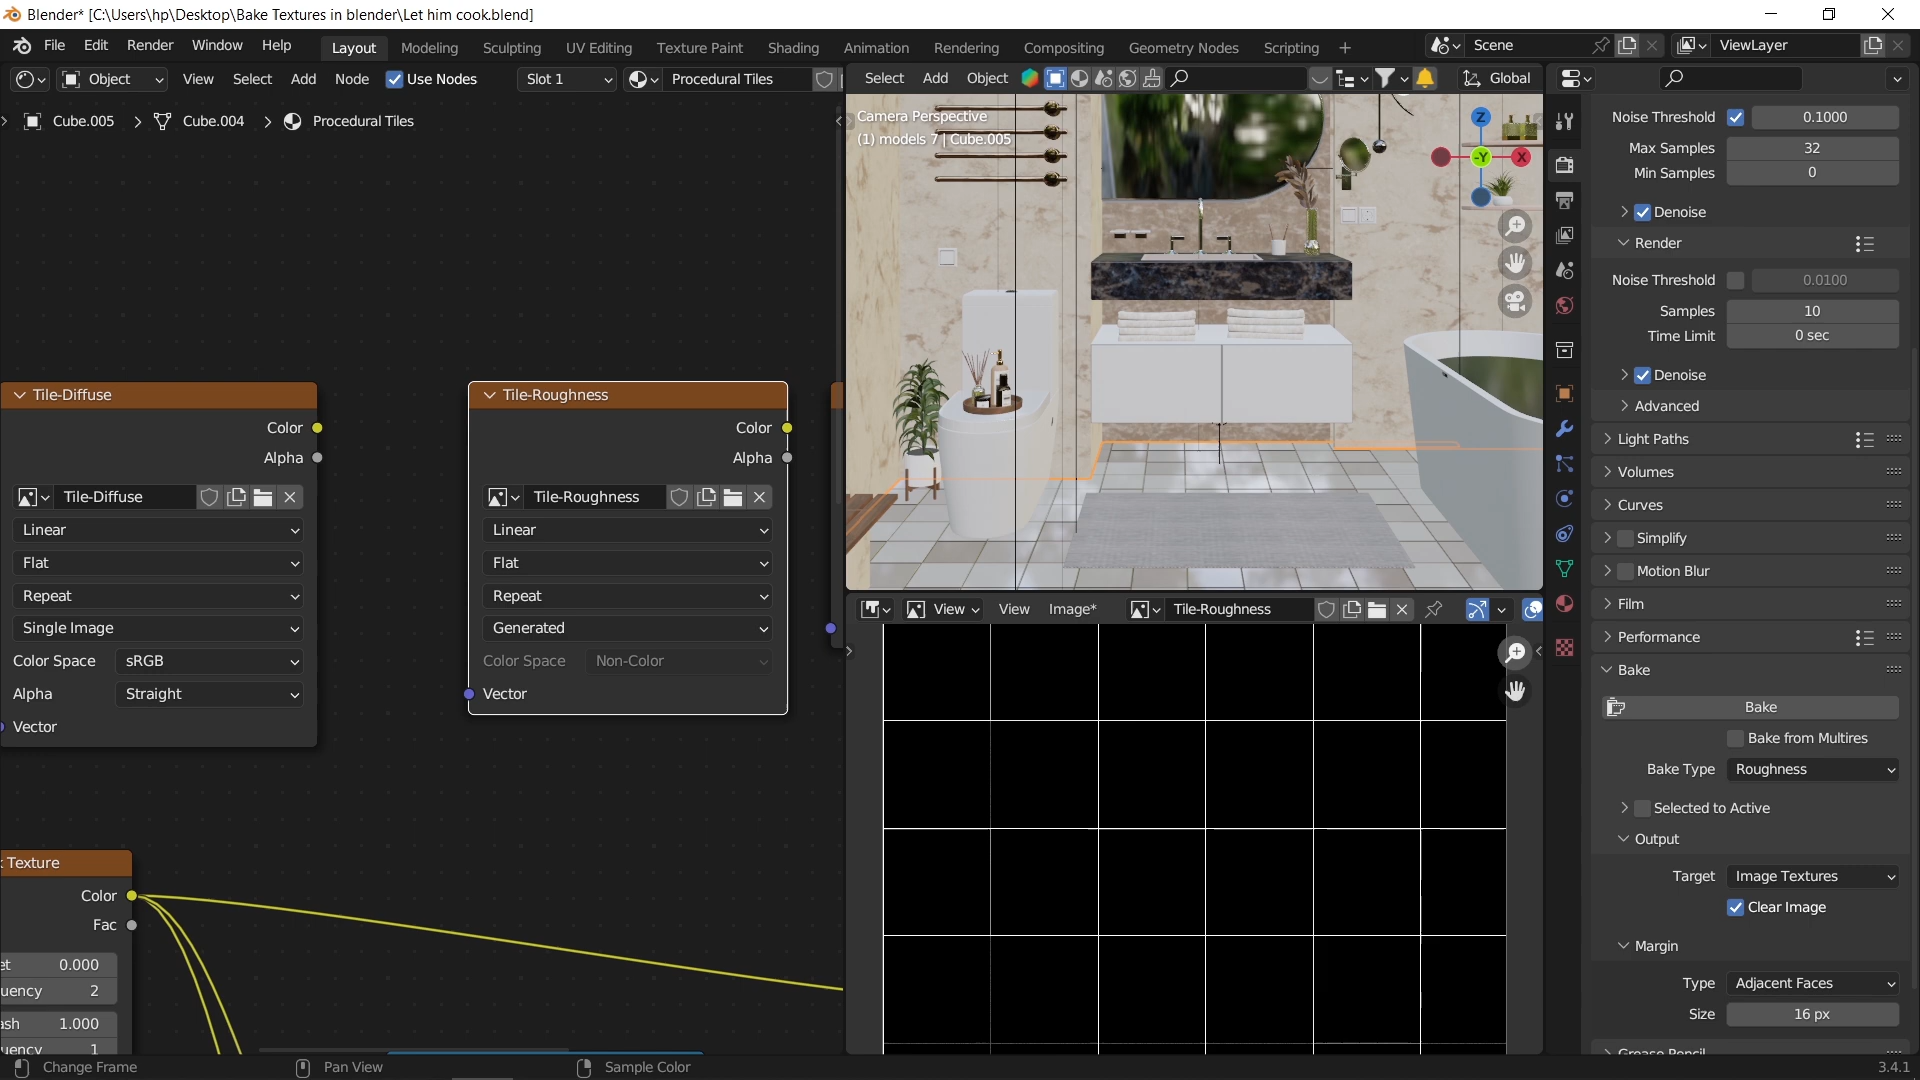 Blender* [C:\Users\hp\Desktop\Bake Textures in blender\Let him cook.blend]
File Edit Render Window Help Layout Modeling Sculpting UV Editing Texture Paint Shading Animation Rendering Compositing Geometry Nodes Scripting + Scene ViewLayer
Object View Select Add Node Use Nodes Slot 1 Procedural Tiles Select Add Object Global
Cube.005 > Cube.004 > Procedural Tiles
Camera Perspective
(1) models 7 | Cube.005
Z
-Y X
Noise Threshold 0.1000
Max Samples 32
Min Samples 0
Denoise
Render
Noise Threshold 0.0100
Samples 10
Time Limit 0 sec
Denoise
Advanced
Light Paths
Volumes
Curves
Simplify
Motion Blur
Film
Performance
Bake
Bake
Bake from Multires
Bake Type Roughness
Selected to Active
Output
Target Image Textures
Clear Image
Margin
Type Adjacent Faces
Size 16 px
Grease Pencil
Tile-Diffuse
Color
Alpha
Tile-Diffuse
Linear
Flat
Repeat
Single Image
Color Space sRGB
Alpha Straight
Vector
Tile-Roughness
Color
Alpha
Tile-Roughness
Linear
Flat
Repeat
Generated
Color Space Non-Color
Vector
View View Image* Tile-Roughness
Texture
Color
Fac
et 0.000
uency 2
ash 1.000
uency 1
Change Frame Pan View Sample Color 3.4.1